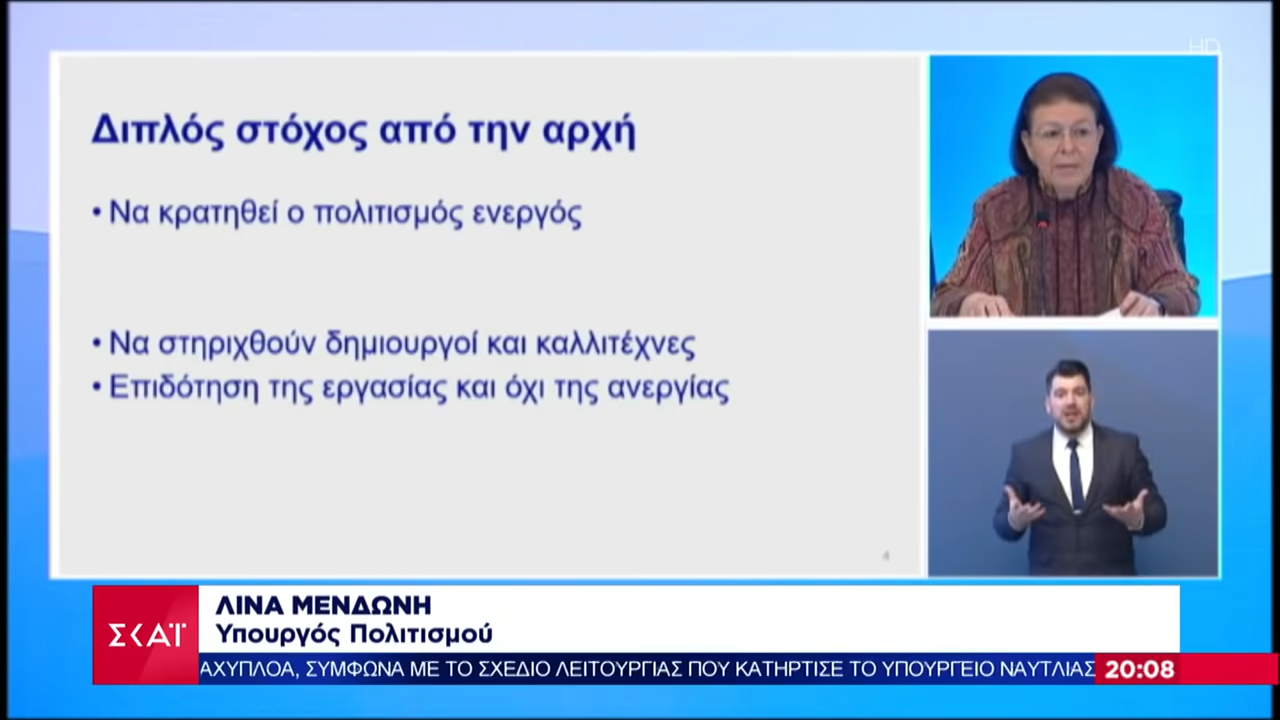 HD
Διπλός στόχος από την αρχή
• Να κρατηθεί ο πολιτισμός ενεργός
• Να στηριχθούν δημιουργοί και καλλιτέχνες
• Επιδότηση της εργασίας και όχι της ανεργίας
4
ΣΚΑΪ
ΛΙΝΑ ΜΕΝΔΩΝΗ
Υπουργός Πολιτισμού
ΑΧΥΠΛΟΑ, ΣΥΜΦΩΝΑ ΜΕ ΤΟ ΣΧΕΔΙΟ ΛΕΙΤΟΥΡΓΙΑΣ ΠΟΥ ΚΑΤΗΡΤΙΣΕ ΤΟ ΥΠΟΥΡΓΕΙΟ ΝΑΥΤΛΙΑΣ
20:08